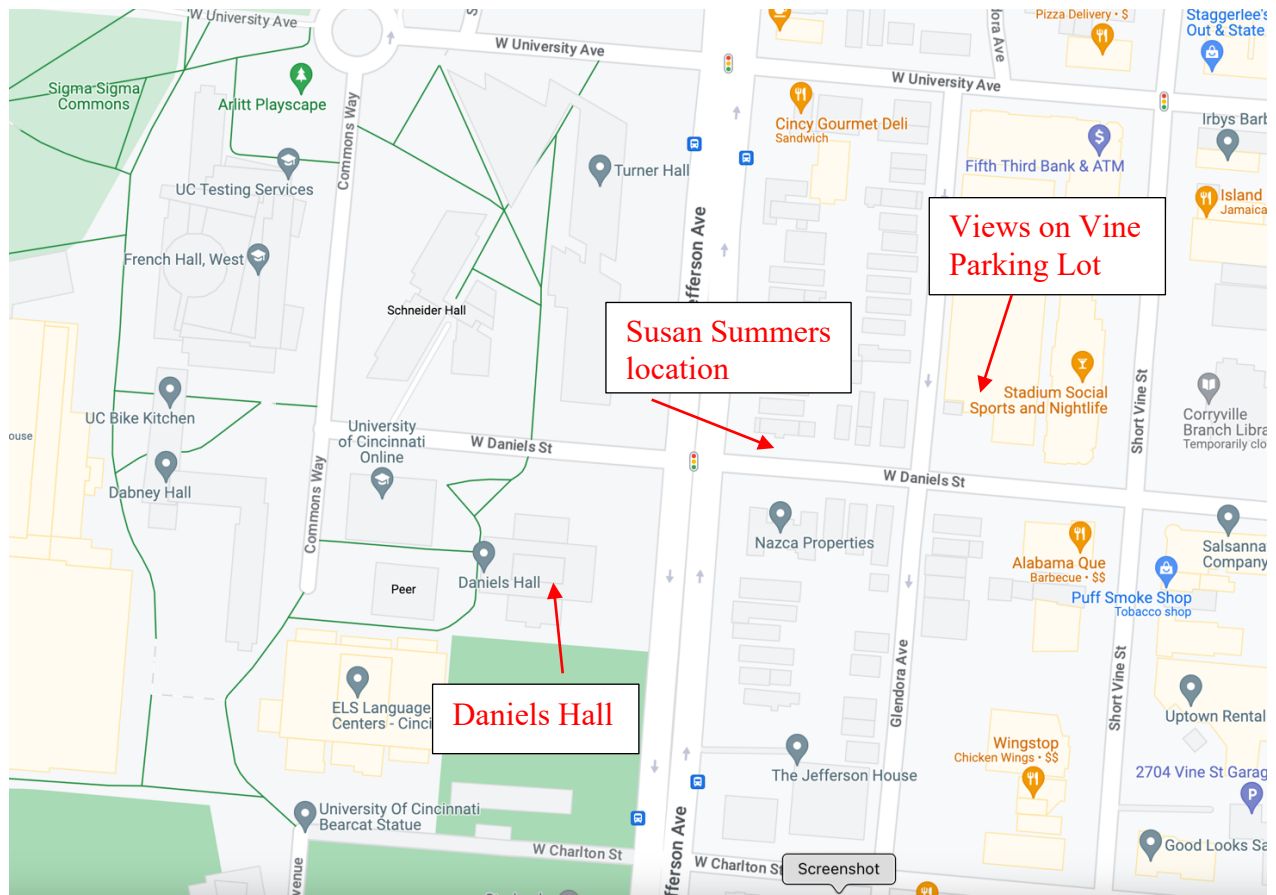 W University Ave
W University Ave
Pizza Delivery • $
Staggerlee's
Out & State
Sigma Sigma
Commons
Arlitt Playscape
W University Ave
Commons Way
Cincy Gourmet Deli
Sandwich
Irbys Barb
Fifth Third Bank & ATM
Turner Hall
UC Testing Services
Island
Jamaica
Views on Vine
Parking Lot
French Hall, West
efferson Ave
Schneider Hall
Susan Summers
location
Stadium Social
Sports and Nightlife
Short Vine St
Corryville
Branch Libra
Temporarily clo
UC Bike Kitchen
ouse
University
of Cincinnati
Online
W Daniels St
W Daniels St
Dabney Hall
Commons Way
Nazca Properties
Salsanna
Company
Alabama Que
Barbecue • $$
Puff Smoke Shop
Tobacco shop
Daniels Hall
Peer
Glendora Ave
Short Vine St
Daniels Hall
ELS Language
Centers - Cinci
Uptown Rental
Wingstop
Chicken Wings • $$
The Jefferson House
2704 Vine St Garag
P
University Of Cincinnati
Bearcat Statue
W Charlton St
fferson Ave
W Charlton St
Screenshot
Good Looks Sa
venue